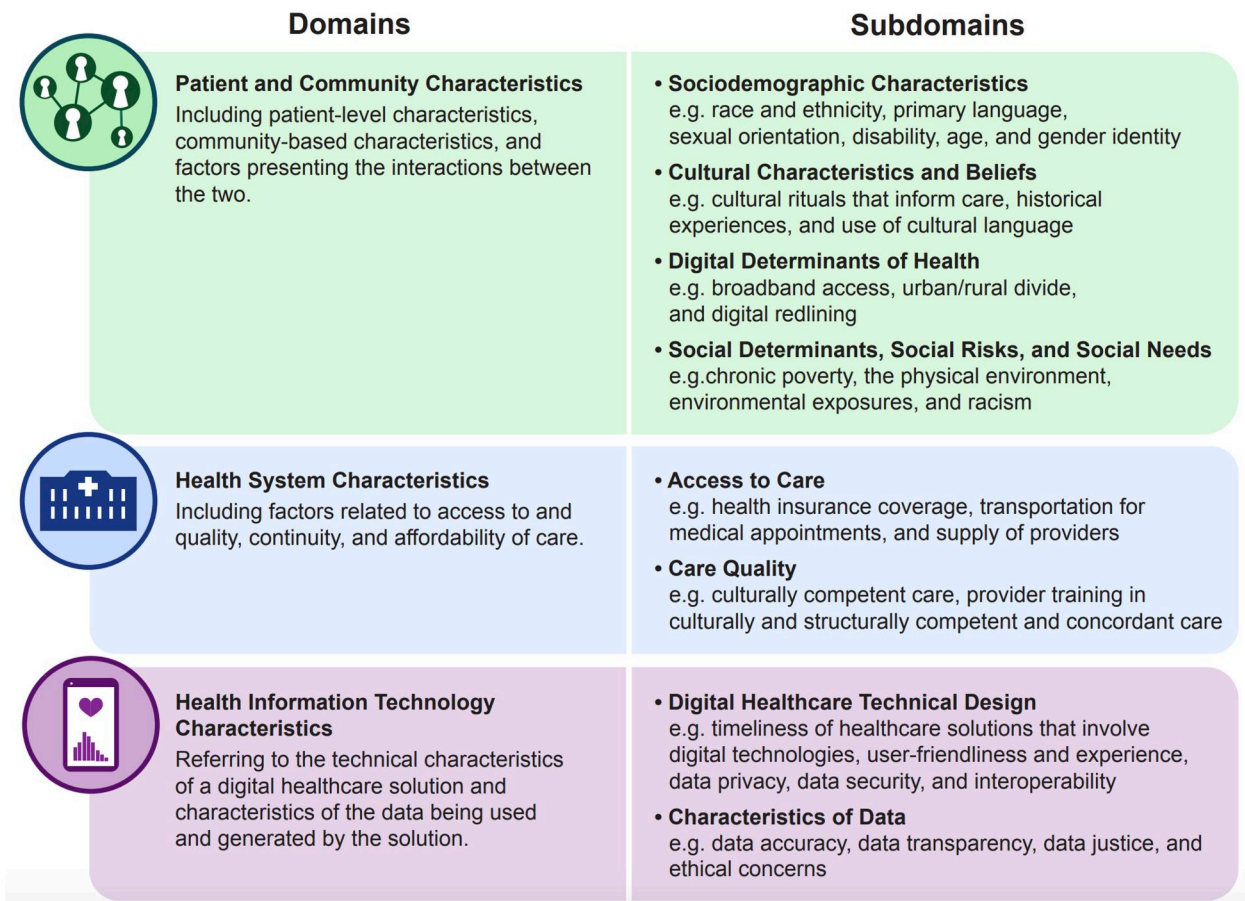 Domains
Subdomains
Patient and Community Characteristics
Including patient-level characteristics,
community-based characteristics, and
factors presenting the interactions between
the two.
• Sociodemographic Characteristics
e.g. race and ethnicity, primary language,
sexual orientation, disability, age, and gender identity
• Cultural Characteristics and Beliefs
e.g. cultural rituals that inform care, historical
experiences, and use of cultural language
• Digital Determinants of Health
e.g. broadband access, urban/rural divide,
and digital redlining
• Social Determinants, Social Risks, and Social Needs
e.g.chronic poverty, the physical environment,
environmental exposures, and racism
Health System Characteristics
Including factors related to access to and
quality, continuity, and affordability of care.
• Access to Care
e.g. health insurance coverage, transportation for
medical appointments, and supply of providers
• Care Quality
e.g. culturally competent care, provider training in
culturally and structurally competent and concordant care
Health Information Technology
Characteristics
Referring to the technical characteristics
of a digital healthcare solution and
characteristics of the data being used
and generated by the solution.
• Digital Healthcare Technical Design
e.g. timeliness of healthcare solutions that involve
digital technologies, user-friendliness and experience,
data privacy, data security, and interoperability
• Characteristics of Data
e.g. data accuracy, data transparency, data justice, and
ethical concerns